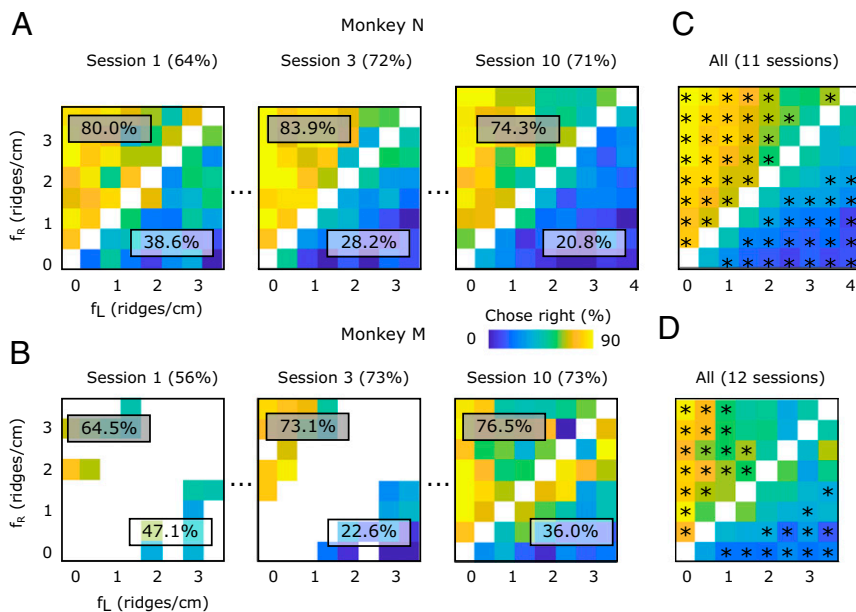 A
Monkey N
C
Session 1 (64%)
Session 3 (72%)
Session 10 (71%)
All (11 sessions)
80.0%
83.9%
74.3%
38.6%
28.2%
20.8%
...
...
fR (ridges/cm)
3
2
1
0
0 1 2 3
0 1 2 3
0 1 2 3 4
0 1 2 3 4
fL (ridges/cm)
Chose right (%)
0
90
B
Monkey M
D
Session 1 (56%)
Session 3 (73%)
Session 10 (73%)
All (12 sessions)
64.5%
73.1%
76.5%
47.1%
22.6%
36.0%
...
...
fR (ridges/cm)
3
2
1
0
0 1 2 3
0 1 2 3
0 1 2 3
0 1 2 3
fL (ridges/cm)